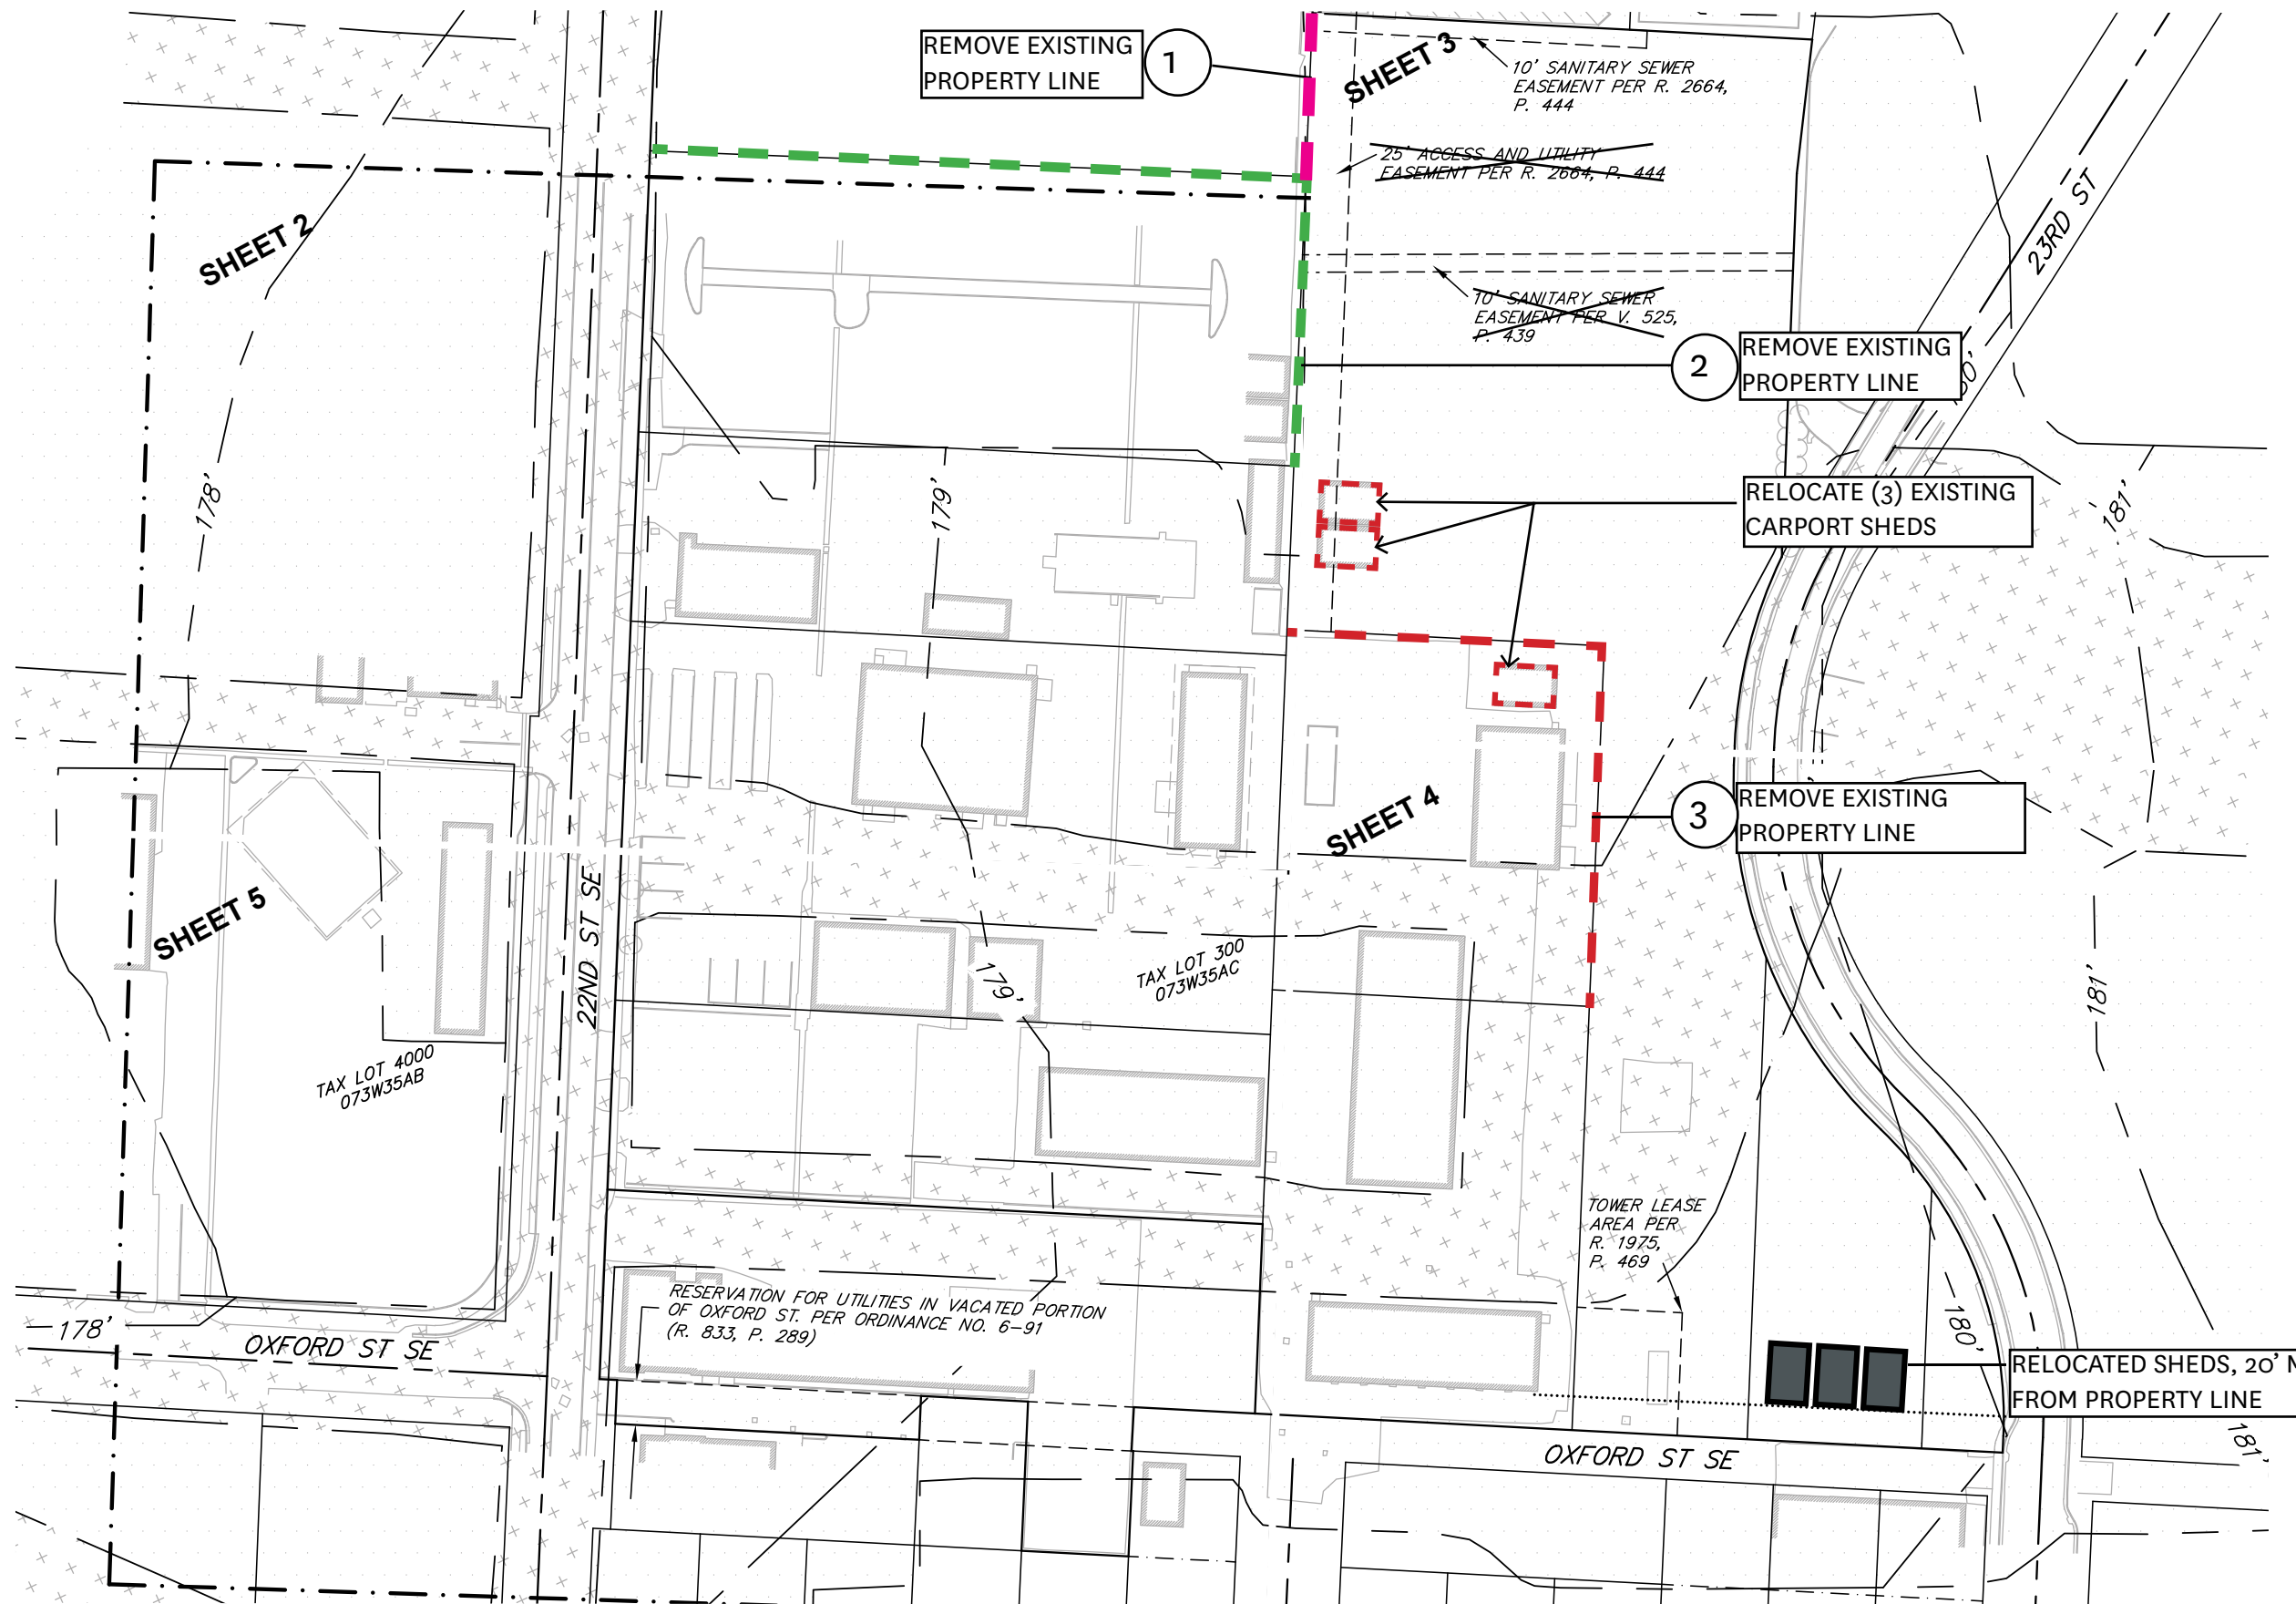 REMOVE EXISTING
PROPERTY LINE
1
SHEET 3
10' SANITARY SEWER
EASEMENT PER R. 2664,
P. 444
25' ACCESS AND UTILITY
EASEMENT PER R. 2664, P. 444
23RD ST
SHEET 2
10' SANITARY SEWER
EASEMENT PER V. 525,
P. 439
2
REMOVE EXISTING
PROPERTY LINE
178'
179'
RELOCATE (3) EXISTING
CARPORT SHEDS
181'
SHEET 4
3
REMOVE EXISTING
PROPERTY LINE
SHEET 5
22ND ST SE
TAX LOT 300
073W35AC
179'
181'
TAX LOT 4000
073W35AB
TOWER LEASE
AREA PER
R. 1975,
P. 469
RESERVATION FOR UTILITIES IN VACATED PORTION
OF OXFORD ST. PER ORDINANCE NO. 6-91
(R. 833, P. 289)
178'
OXFORD ST SE
180'
RELOCATED SHEDS, 20'
FROM PROPERTY LINE
OXFORD ST SE
181'